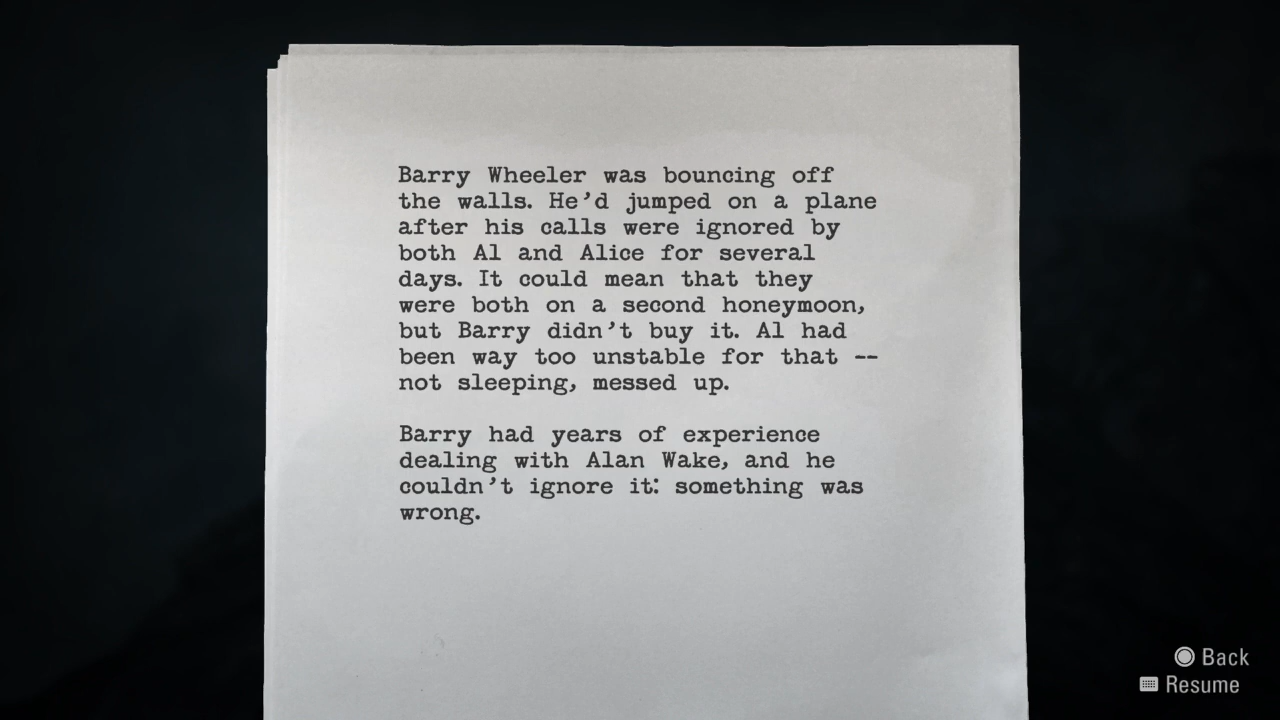 Barry Wheeler was bouncing off
the walls. He'd jumped on a plane
after his calls were ignored by
both Al and Alice for several
days. It could mean that they
were both on a second honeymoon,
but Barry didn't buy it. Al had
been way too unstable for that --
not sleeping, messed up.
Barry had years of experience
dealing with Alan Wake, and he
couldn't ignore it: something was
wrong.
Back
Resume